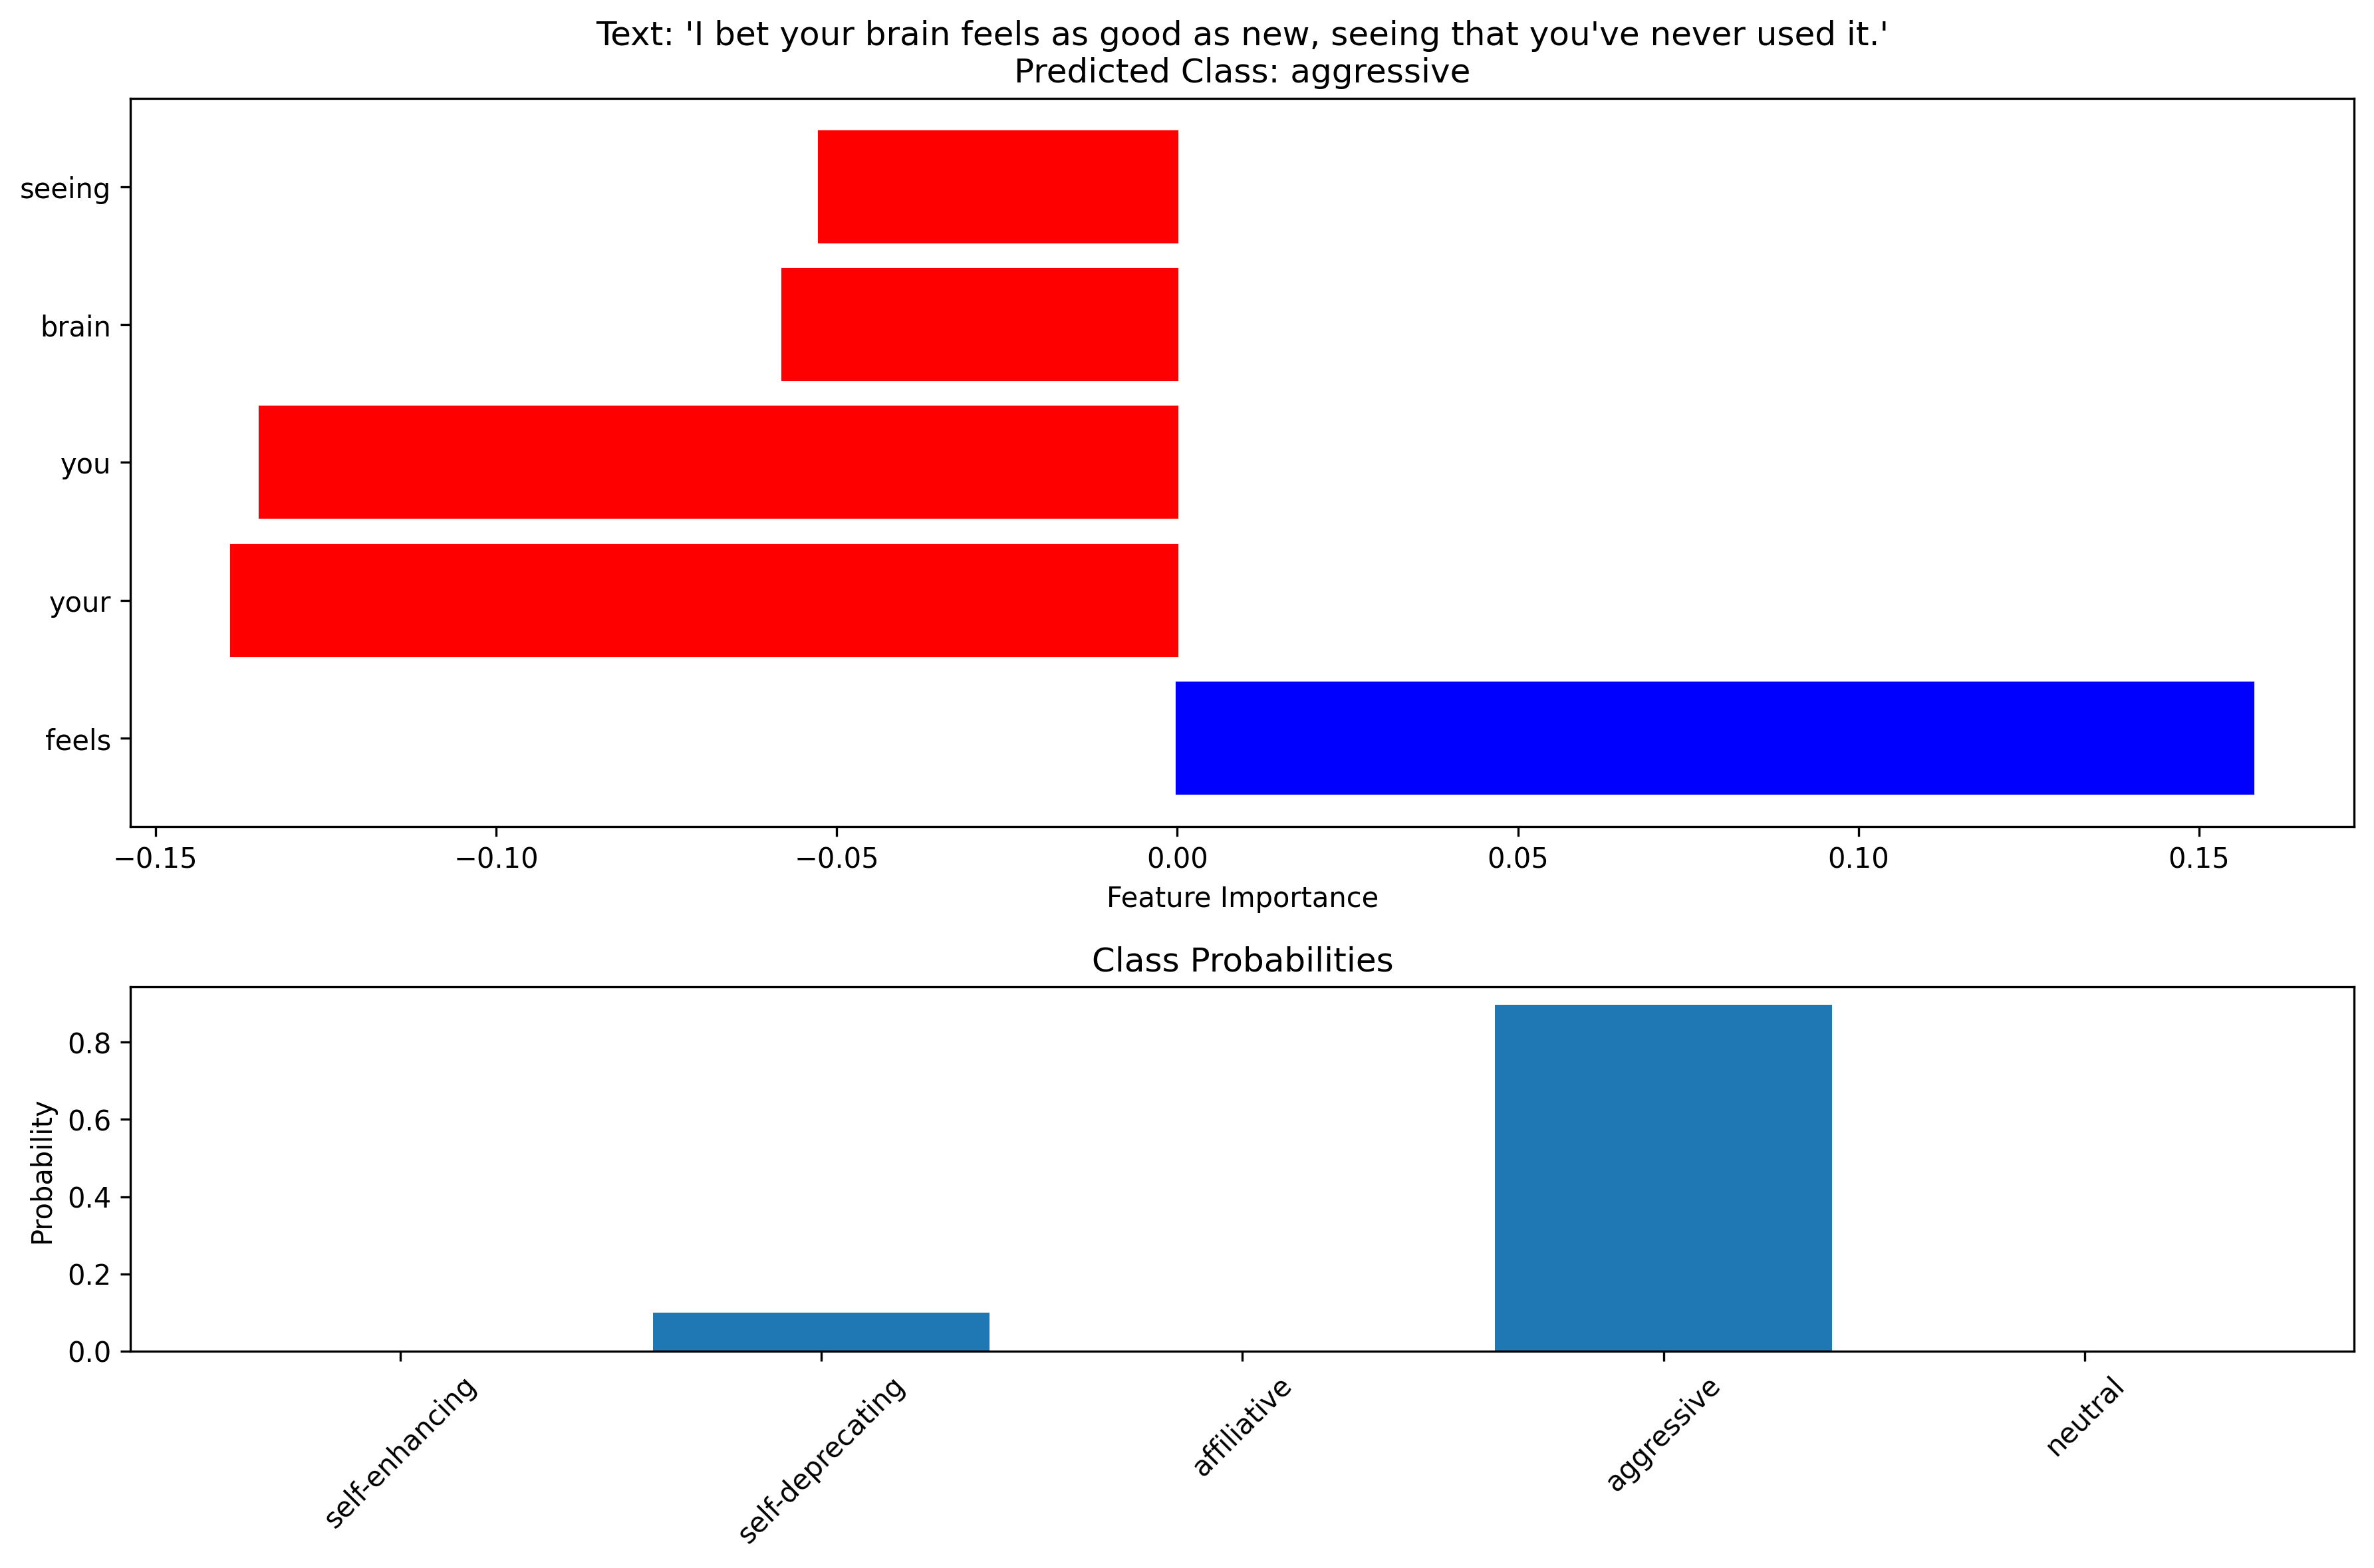 Text: 'I bet your brain feels as good as new, seeing that you've never used it.'
Predicted Class: aggressive
seeing
brain
you
your
feels
−0.15 −0.10 −0.05 0.00 0.05 0.10 0.15
Feature Importance
Class Probabilities
Probability
0.8
0.6
0.4
0.2
0.0
self-enhancing self-deprecating affiliative aggressive neutral